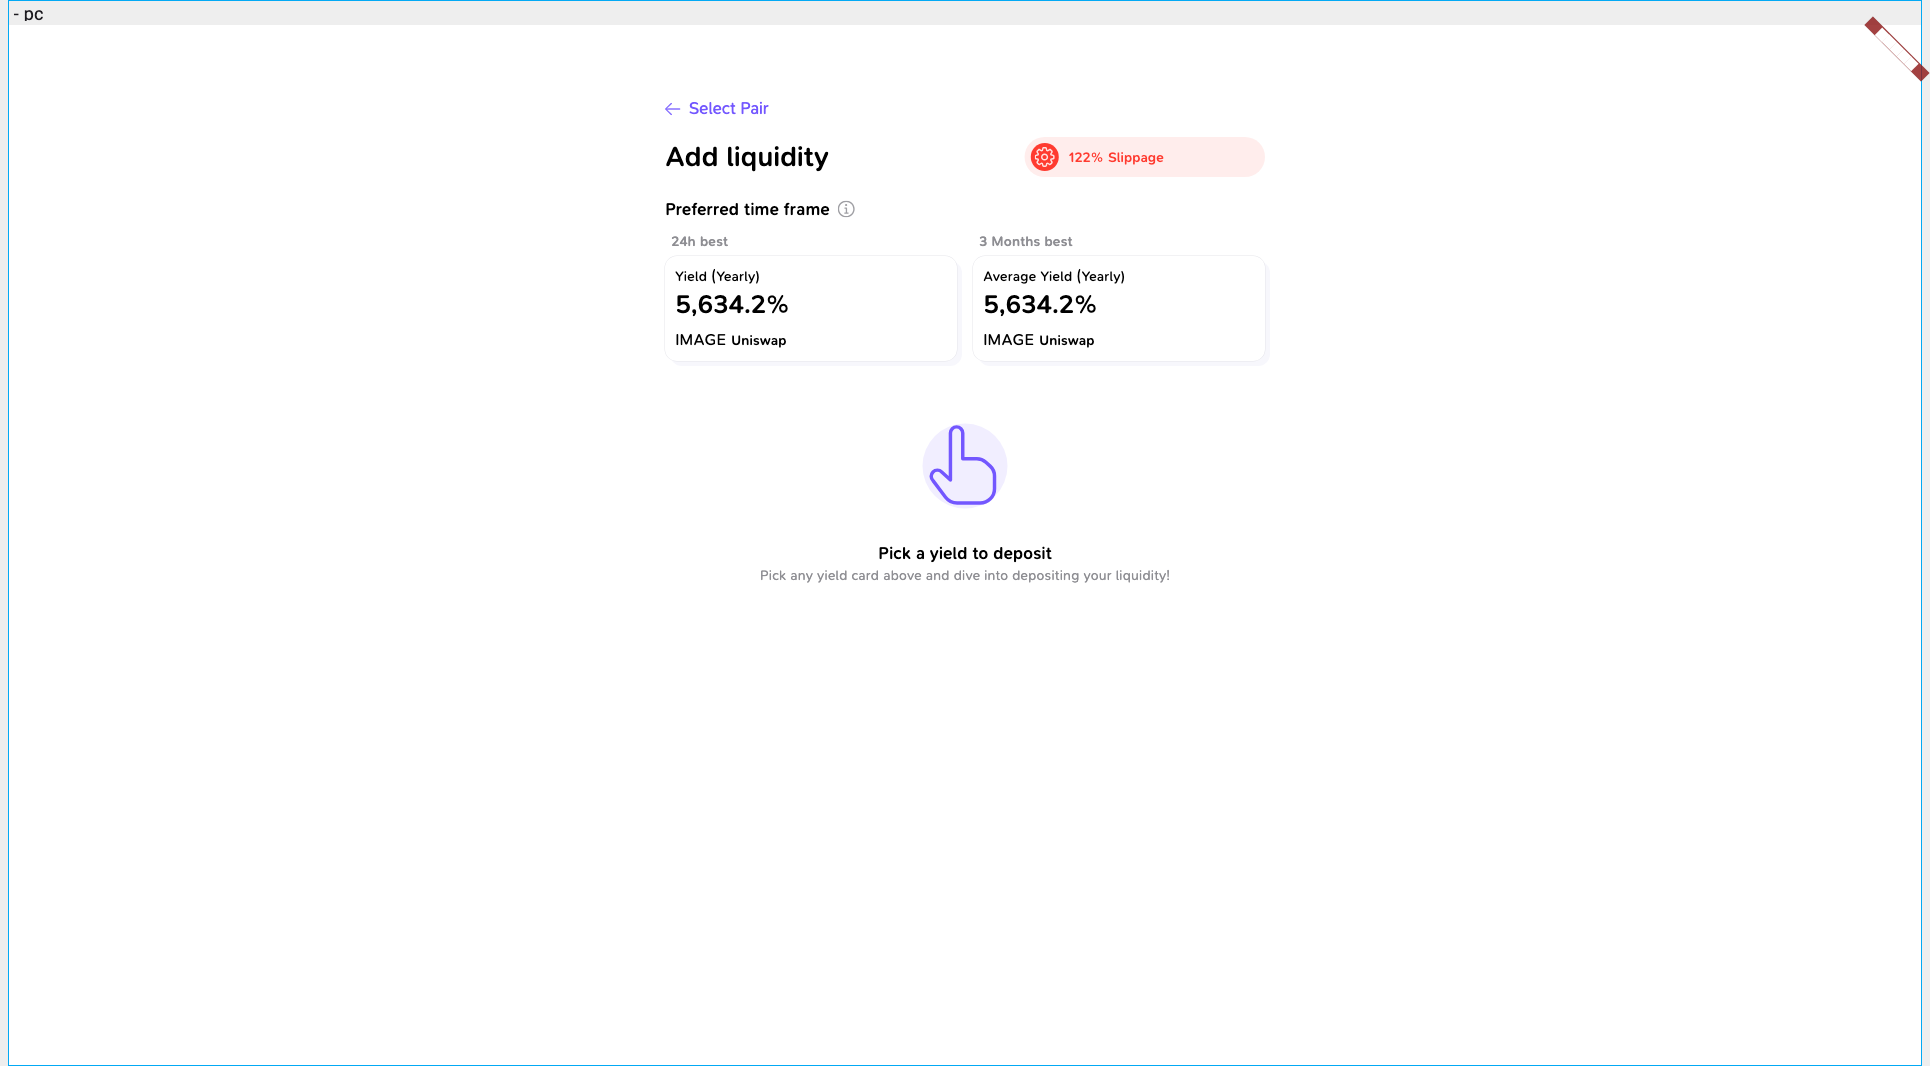 - pc
Select Pair
Add liquidity
122% Slippage
Preferred time frame
24h best
3 Months best
Yield (Yearly)
5,634.2%
IMAGE Uniswap
Average Yield (Yearly)
5,634.2%
IMAGE Uniswap
Pick a yield to deposit
Pick any yield card above and dive into depositing your liquidity!